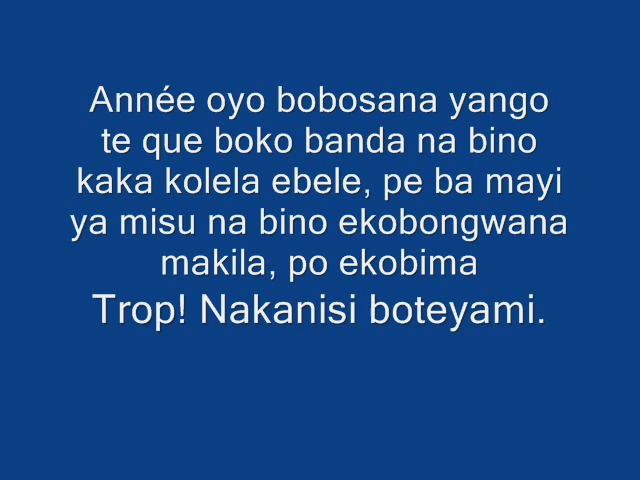 Année oyo bobosana yango
te que boko banda na bino
kaka kolela ebele, pe ba mayi
ya misu na bino ekobongwana
makila, po ekobima
Trop! Nakanisi boteyami.